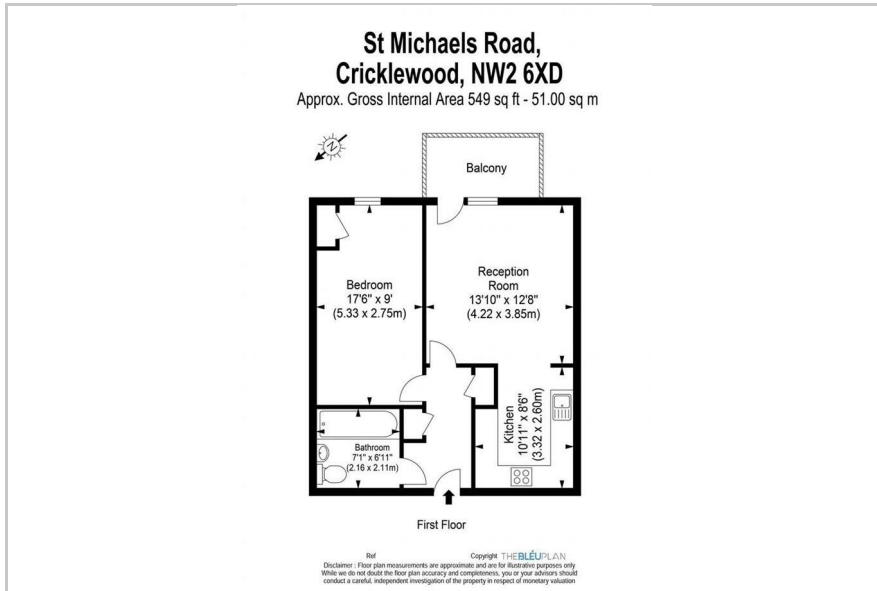 St Michaels Road,
Cricklewood, NW2 6XD
Approx. Gross Internal Area 549 sq ft - 51.00 sq m
N
Balcony
Bedroom
17'6" x 9'
(5.33 x 2.75m)
Reception
Room
13'10" x 12'8"
(4.22 x 3.85m)
Kitchen
10'11" x 8'6"
(3.32 x 2.60m)
Bathroom
7'1" x 6'11"
(2.16 x 2.11m)
First Floor
Ref
Copyright THEBLÉUPLAN
Disclaimer : Floor plan measurements are approximate and are for illustrative purposes only
While we do not doubt the floor plan accuracy and completeness, you or your advisors should
conduct a careful, independent investigation of the property in respect of monetary valuation